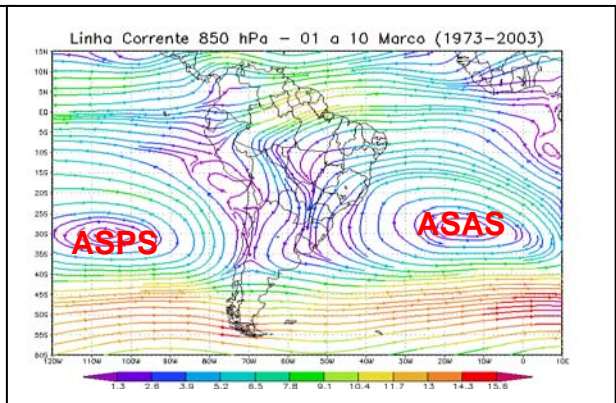 Linha Corrente 850 hPa – 01 a 10 Marco (1973–2003)
15N
10N
5N
EQ
5S
10S
15S
20S
25S
30S
35S
40S
45S
50S
55S
60S
ASPS
ASAS
120W 110W 100W 90W 80W 70W 60W 50W 40W 30W 20W 10W 0 10E
1.3 2.6 3.9 5.2 6.5 7.8 9.1 10.4 11.7 13 14.3 15.6